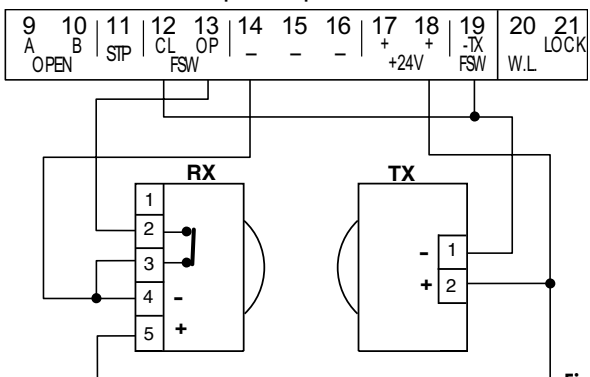 9 10 11 12 13 14 15 16 17 18 19 20 21
A B STP CL OP - - - + + -TX LOCK
OPEN FSW +24V FSW W.L.
RX TX
1
2
3
4 -
5 +
- 1
+ 2